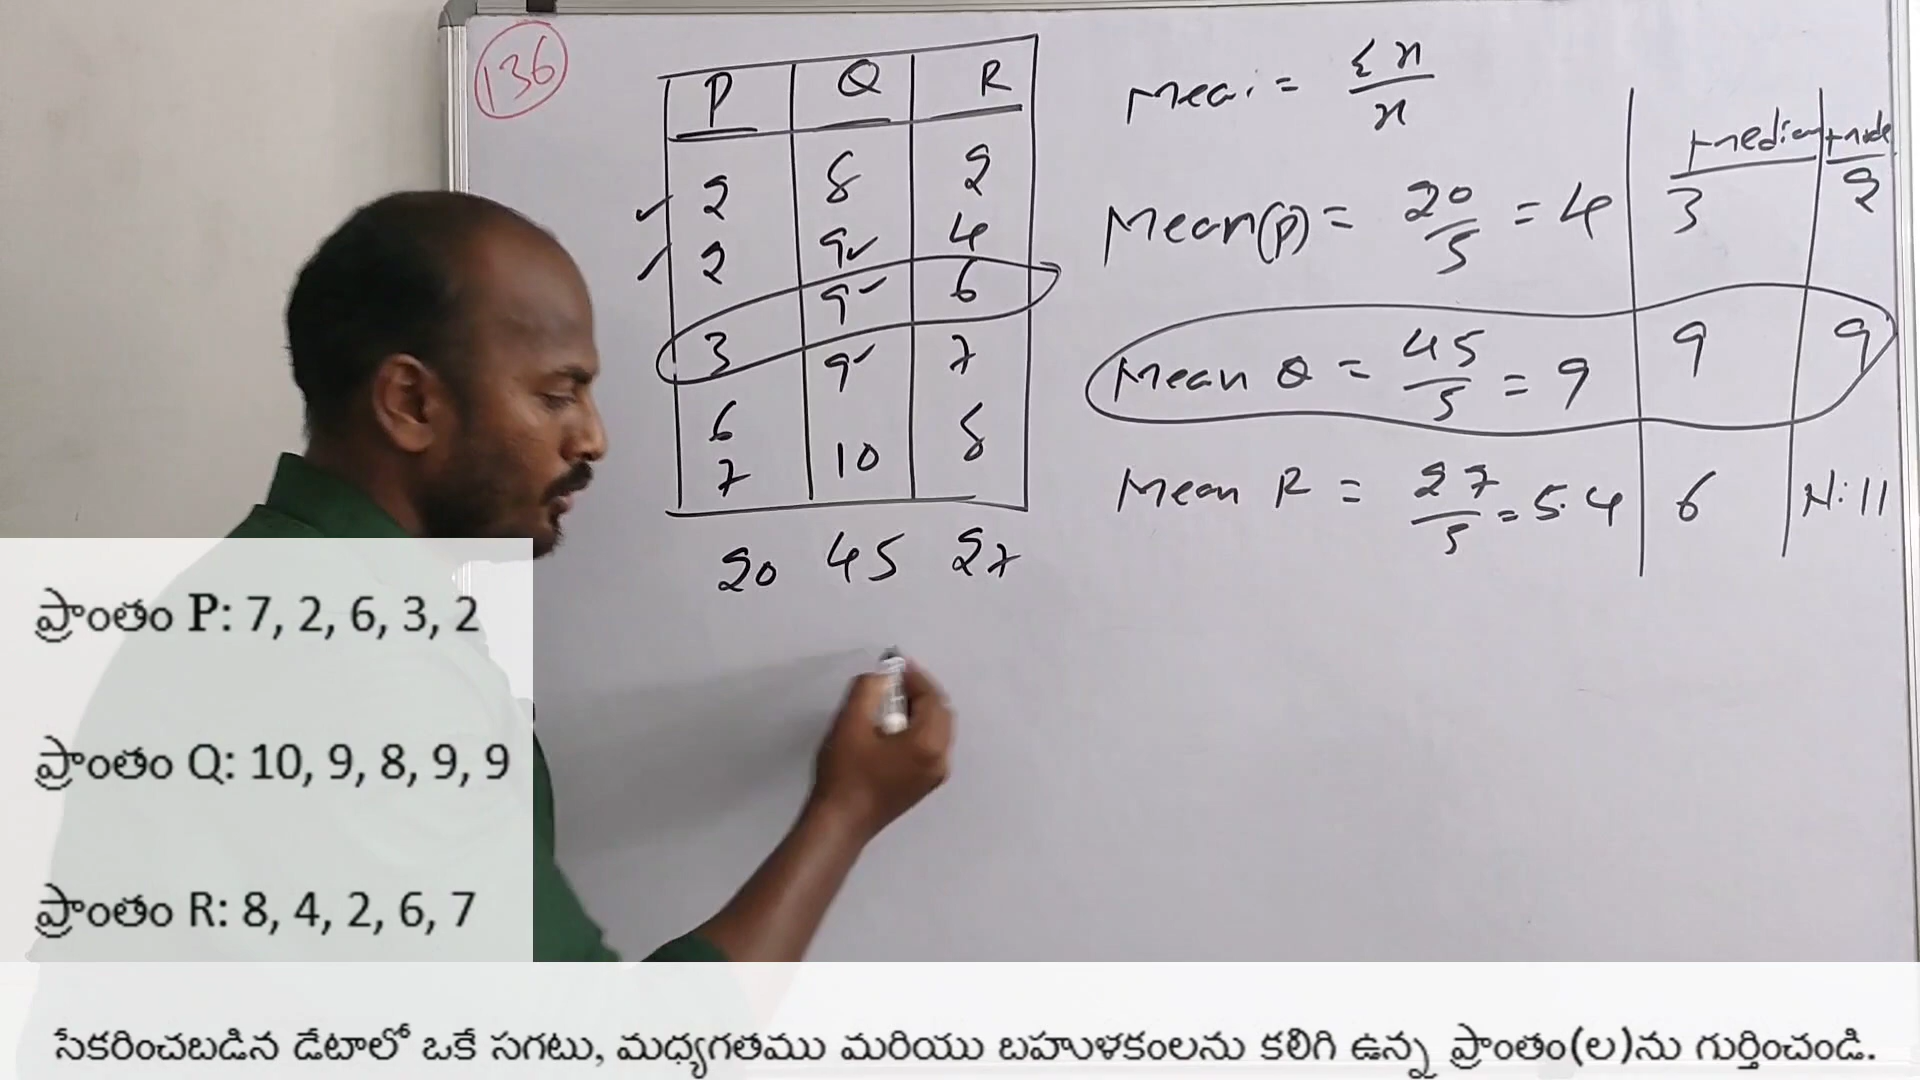 136
P Q R
2 8 2
2 9 4
3 9 6
6 9 7
7 10 8
20 45 27
Mean = Σx/n
median mode
Mean(P) = 20/5 = 4 3 2
Mean Q = 45/5 = 9 9 9
Mean R = 27/5 = 5.4 6 Nill
ప్రాంతం P: 7, 2, 6, 3, 2
ప్రాంతం Q: 10, 9, 8, 9, 9
ప్రాంతం R: 8, 4, 2, 6, 7
సేకరించబడిన డేటాలో ఒకే సగటు, మధ్యగతము మరియు బహుళకంలను కలిగి ఉన్న ప్రాంతం(ల)ను గుర్తించండి.